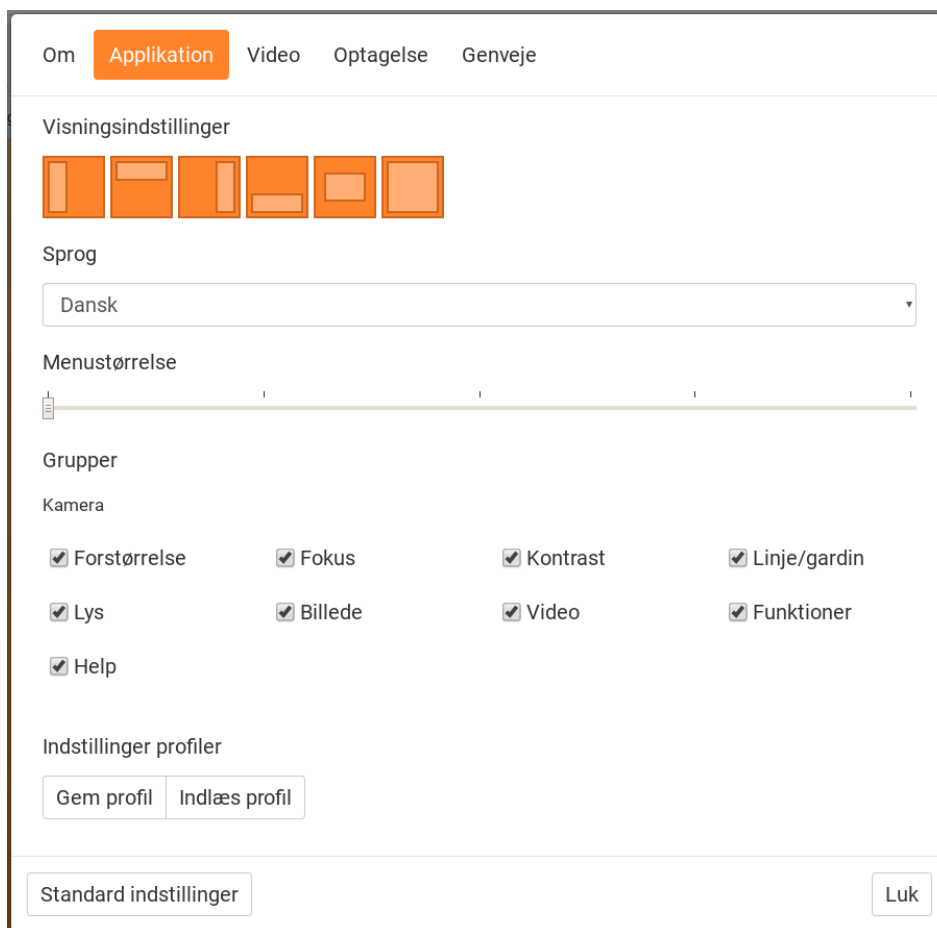 Om Applikation Video Optagelse Genveje
Visningsindstillinger
Sprog
Dansk
Menustørrelse
Grupper
Kamera
Forstørrelse Fokus Kontrast Linje/gardin
Lys Billede Video Funktioner
Help
Indstillinger profiler
Gem profil Indlæs profil
Standard indstillinger Luk